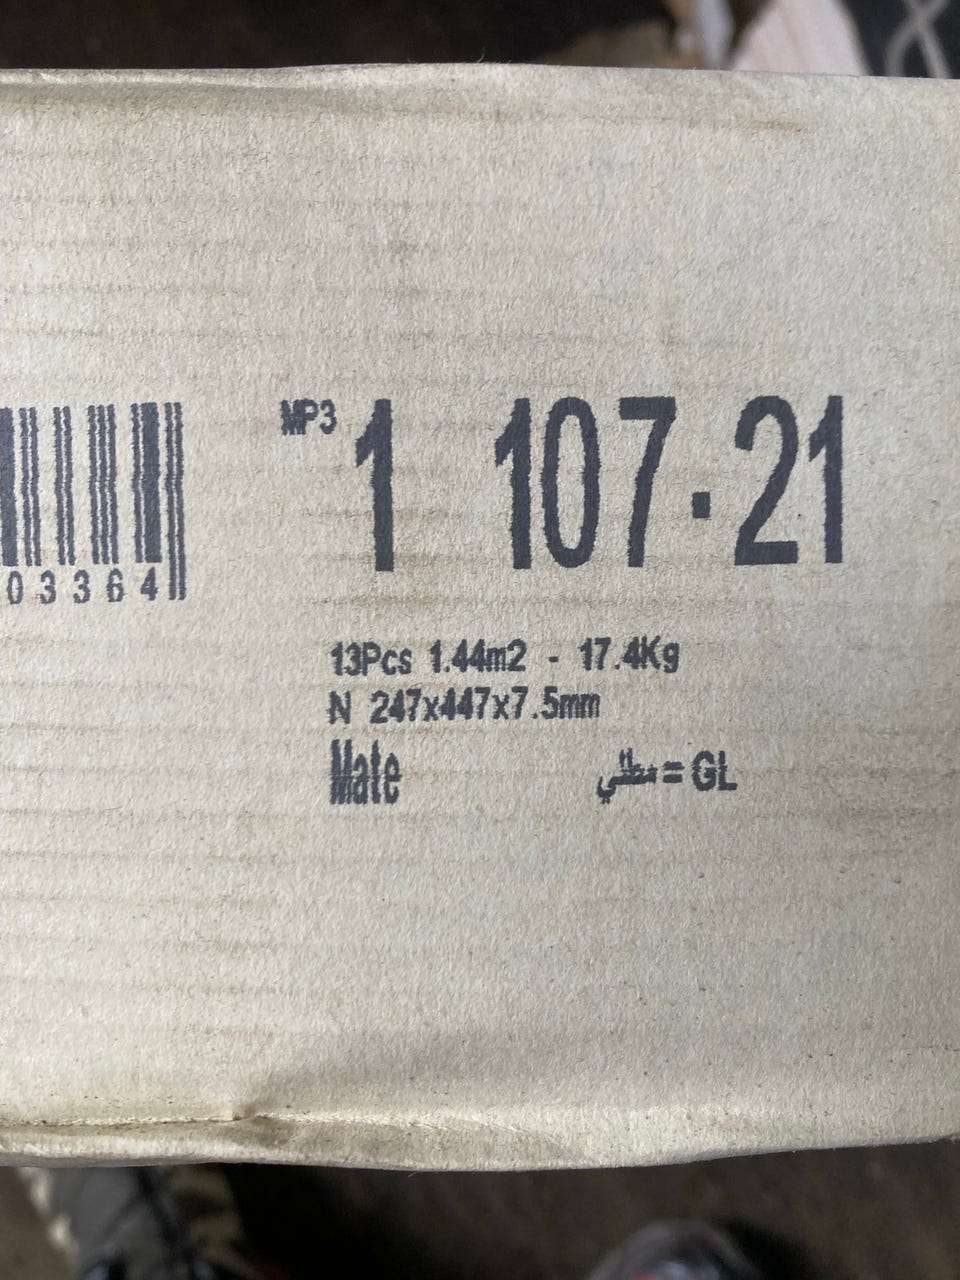 MP3 1 107.21
03364
13Pcs 1.44m2 - 17.4Kg
N 247x447x7.5mm
Mate مطلي = GL